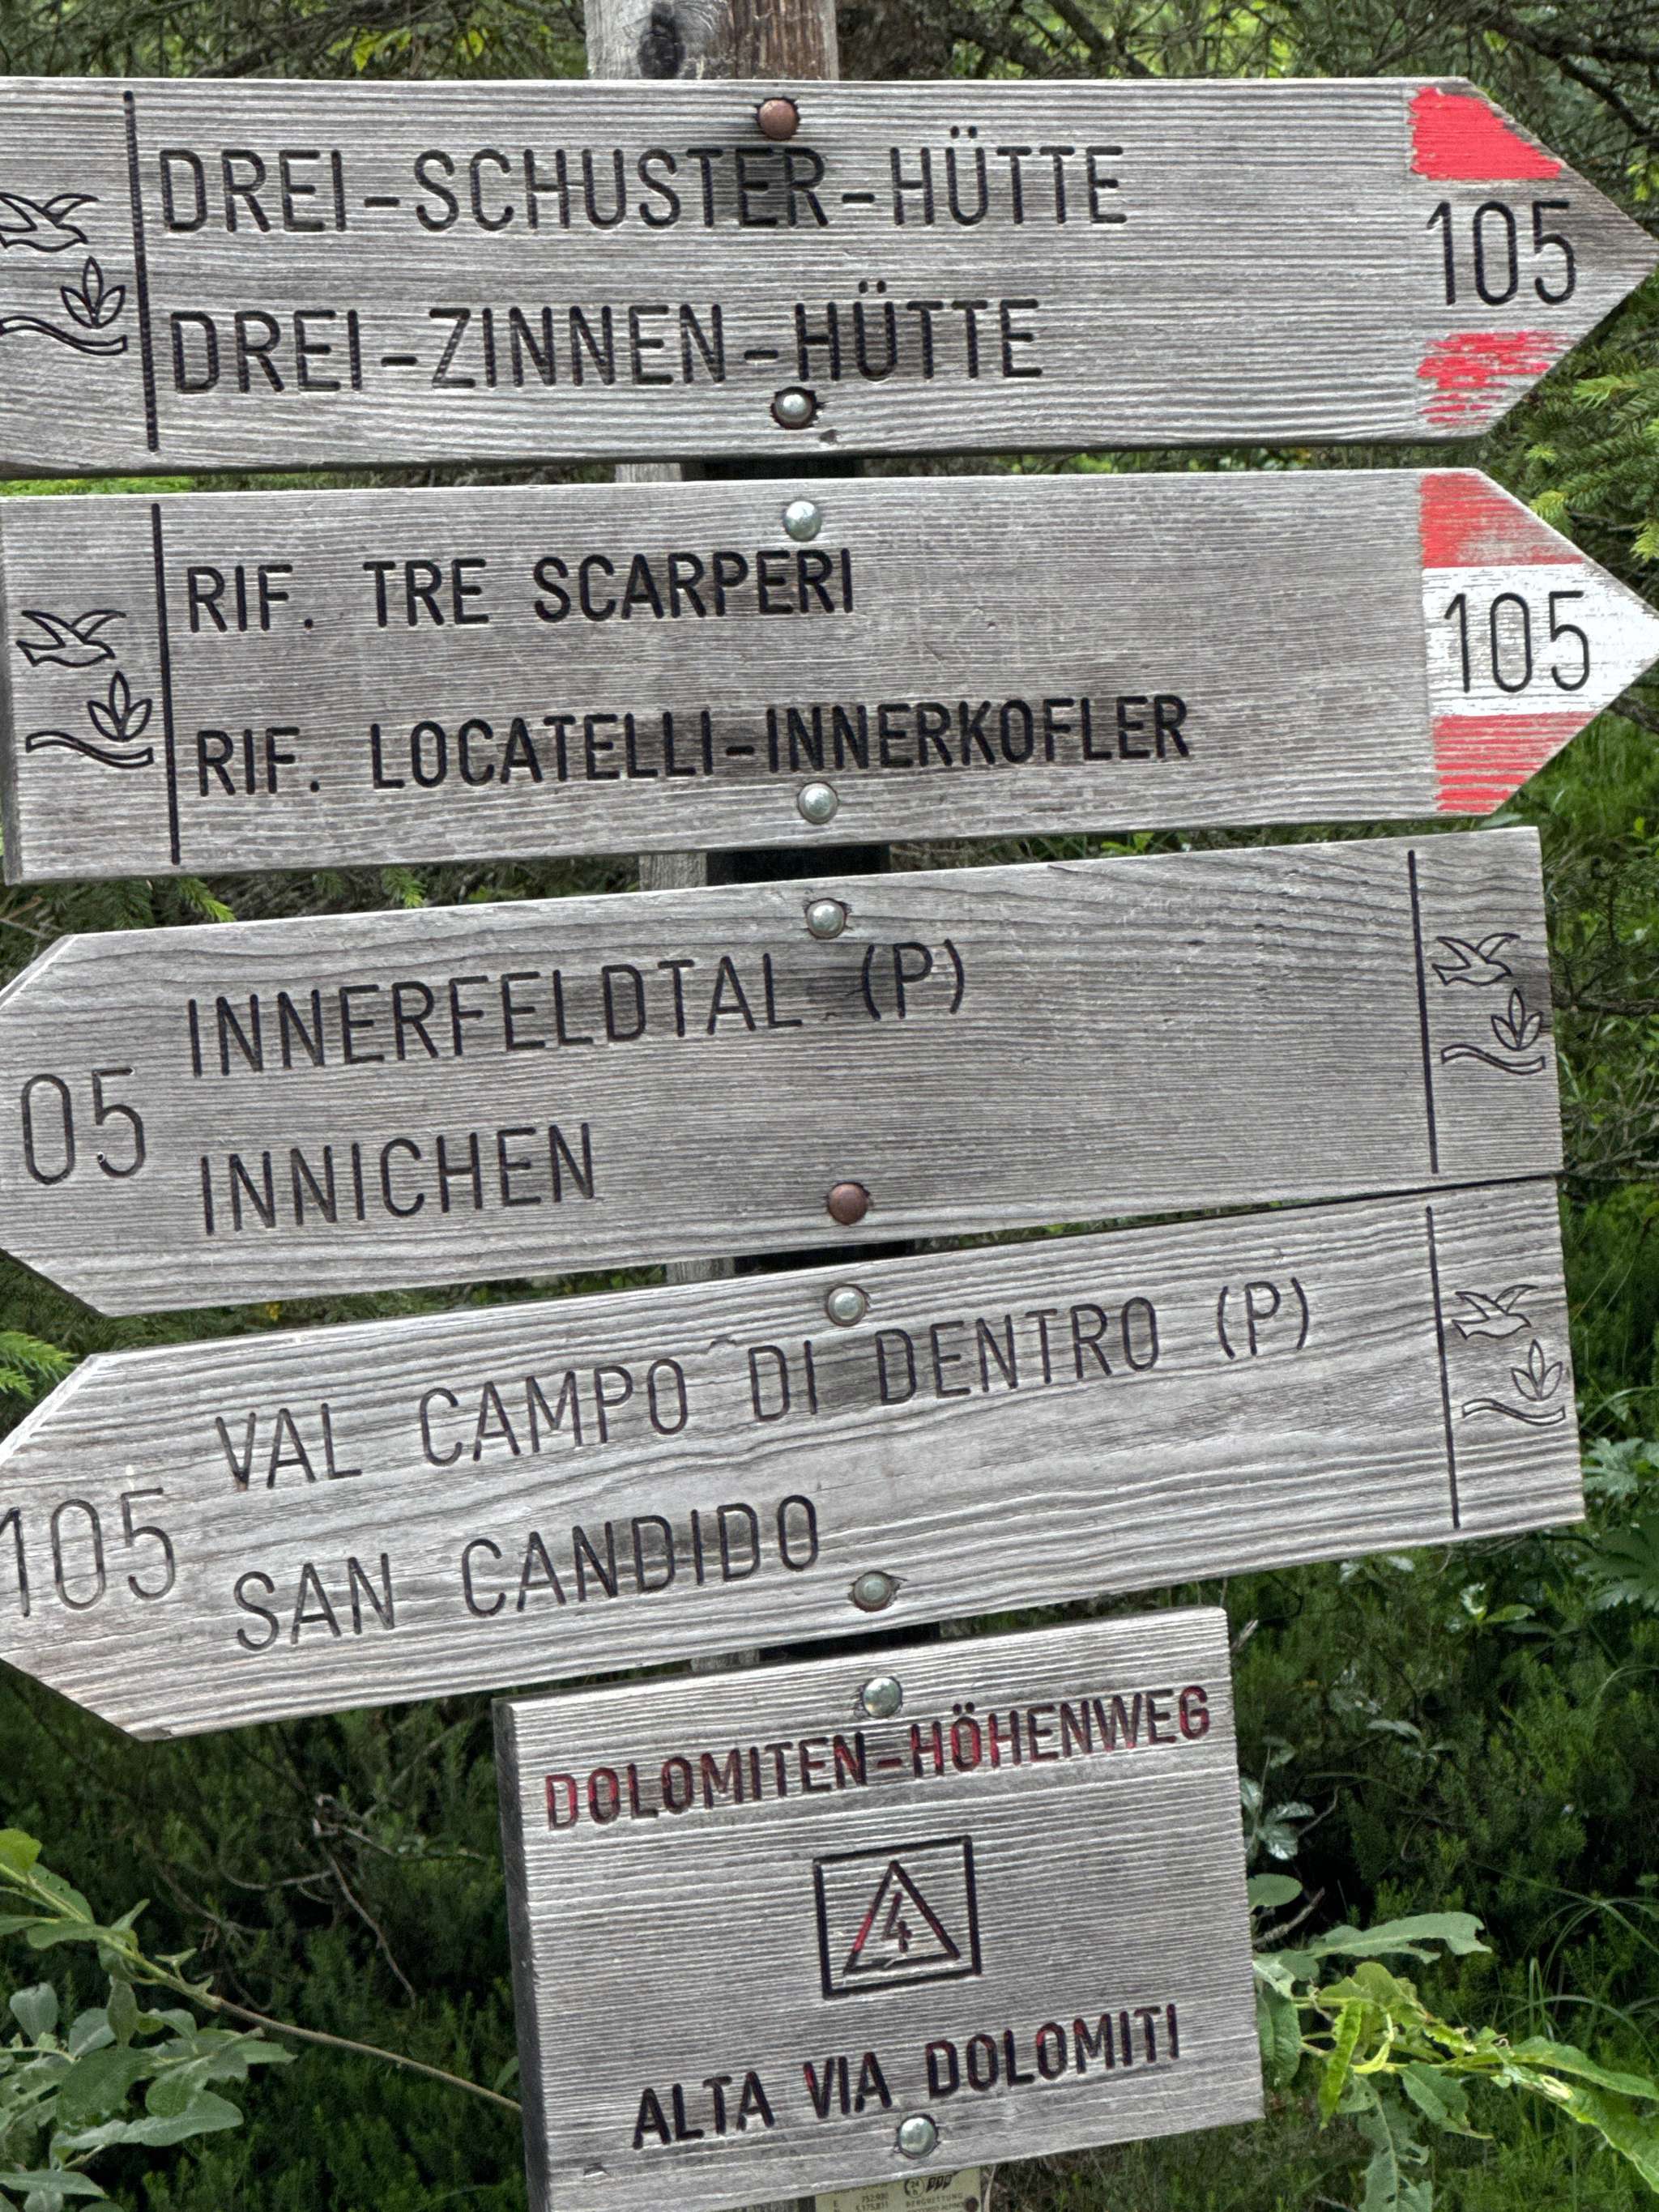 DREI-SCHUSTER-HÜTTE
DREI-ZINNEN-HÜTTE
105
RIF. TRE SCARPERI
RIF. LOCATELLI-INNERKOFLER
105
INNERFELDTAL (P)
05
INNICHEN
VAL CAMPO DI DENTRO (P)
105
SAN CANDIDO
DOLOMITEN-HÖHENWEG
4
ALTA VIA DOLOMITI